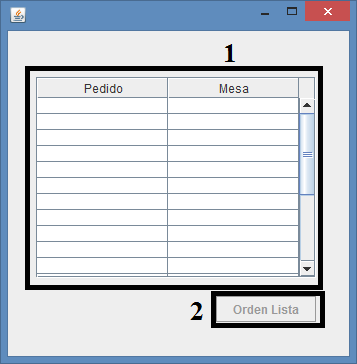 1
Pedido Mesa
2 Orden Lista